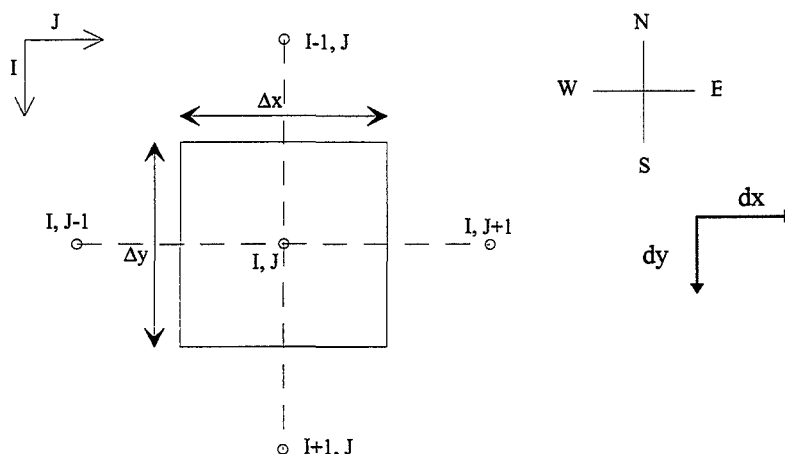 J
I
I-1, J
Δx
N
W
E
S
I, J-1
Δy
I, J
I, J+1
dx
dy
I+1, J